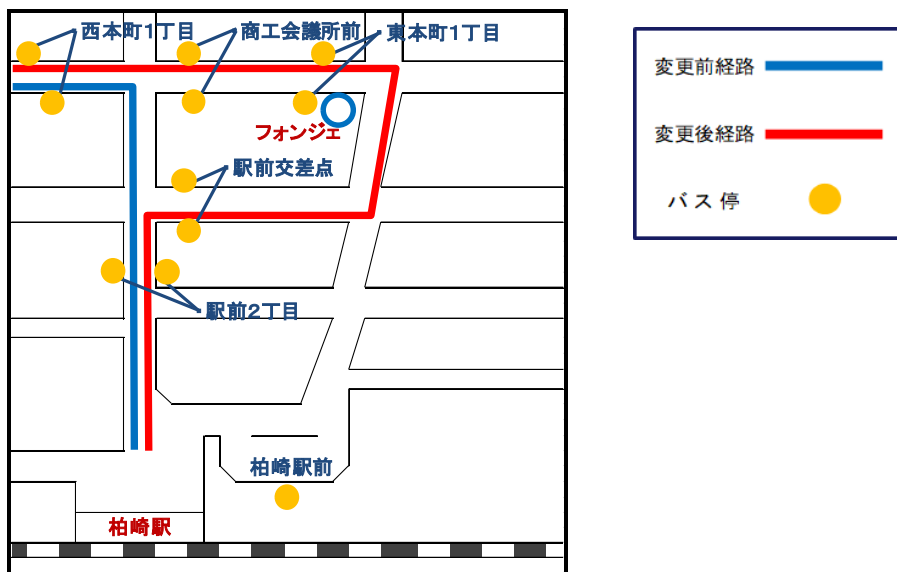 西本町1丁目
商工会議所前
東本町1丁目
フォンジェ
駅前交差点
駅前2丁目
柏崎駅前
柏崎駅
変更前経路
変更後経路
バス停